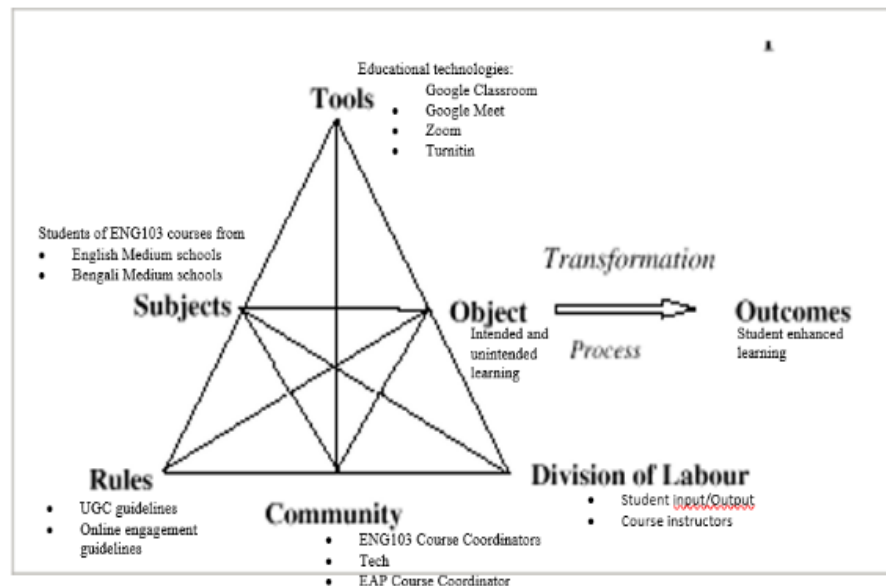 Educational technologies:
Google Classroom
Tools
• Google Meet
• Zoom
• Turnitin
Students of ENG103 courses from
• English Medium schools
• Bengali Medium schools
Subjects
Object
Intended and
unintended
learning
Transformation
Process
Outcomes
Student enhanced
learning
Rules
• UGC guidelines
• Online engagement
guidelines
Community
• ENG103 Course Coordinators
• Tech
• EAP Course Coordinator
Division of Labour
• Student input/Output
• Course instructors